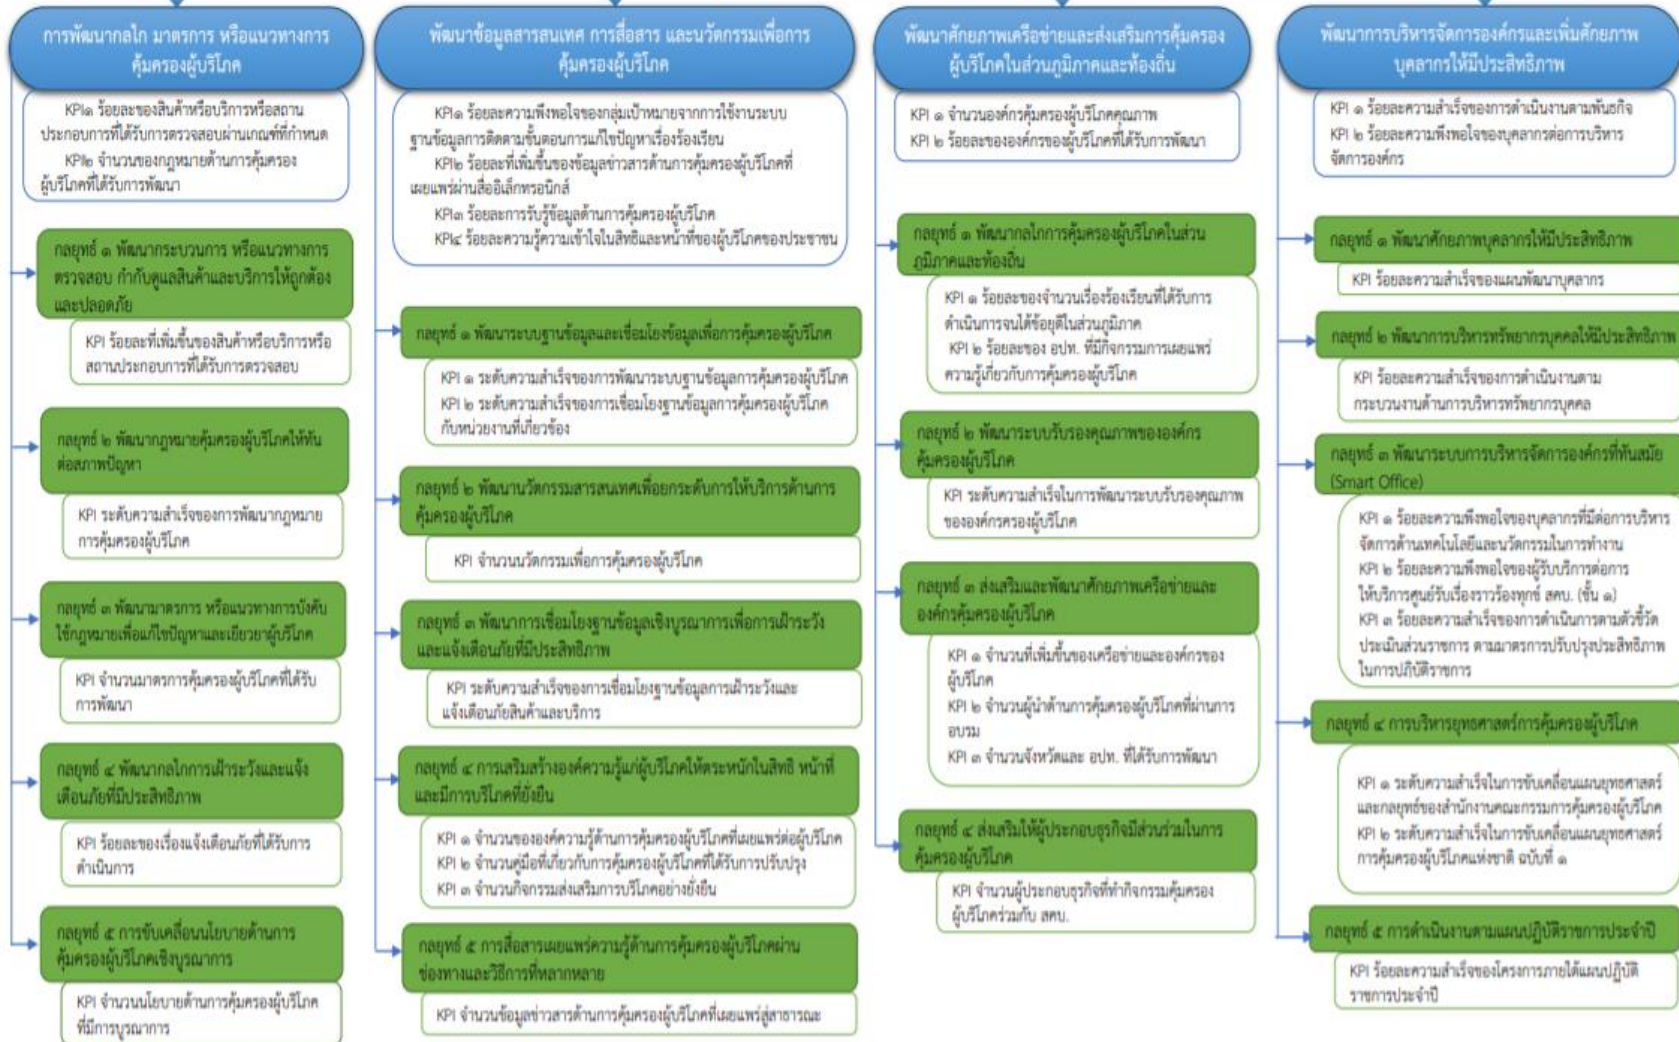 การพัฒนากลไก มาตรการ หรือแนวทางการ
คุ้มครองผู้บริโภค
KPI๑ ร้อยละของสินค้าหรือบริการหรือสถาน
ประกอบการที่ได้รับการตรวจสอบผ่านเกณฑ์ที่กำหนด
KPI๒ จำนวนของกฎหมายด้านการคุ้มครอง
ผู้บริโภคที่ได้รับการพัฒนา
กลยุทธ์ ๑ พัฒนากระบวนการ หรือแนวทางการ
ตรวจสอบ กำกับดูแลสินค้าและบริการให้ถูกต้อง
และปลอดภัย
KPI ร้อยละที่เพิ่มขึ้นของสินค้าหรือบริการหรือ
สถานประกอบการที่ได้รับการตรวจสอบ
กลยุทธ์ ๒ พัฒนากฎหมายคุ้มครองผู้บริโภคให้ทัน
ต่อสภาพปัญหา
KPI ระดับความสำเร็จของการพัฒนากฎหมาย
การคุ้มครองผู้บริโภค
กลยุทธ์ ๓ พัฒนามาตรการ หรือแนวทางการบังคับ
ใช้กฎหมายเพื่อแก้ไขปัญหาและเยียวยาผู้บริโภค
KPI จำนวนมาตรการคุ้มครองผู้บริโภคที่ได้รับ
การพัฒนา
กลยุทธ์ ๔ พัฒนากลไกการเฝ้าระวังและแจ้ง
เตือนภัยที่มีประสิทธิภาพ
KPI ร้อยละของเรื่องแจ้งเตือนภัยที่ได้รับการ
ดำเนินการ
กลยุทธ์ ๕ การขับเคลื่อนนโยบายด้านการ
คุ้มครองผู้บริโภคเชิงบูรณาการ
KPI จำนวนนโยบายด้านการคุ้มครองผู้บริโภค
ที่มีการบูรณาการ
พัฒนาข้อมูลสารสนเทศ การสื่อสาร และนวัตกรรมเพื่อการ
คุ้มครองผู้บริโภค
KPI๑ ร้อยละความพึงพอใจของกลุ่มเป้าหมายจากการใช้งานระบบ
ฐานข้อมูลการติดตามขั้นตอนการแก้ไขปัญหาเรื่องร้องเรียน
KPI๒ ร้อยละที่เพิ่มขึ้นของข้อมูลข่าวสารด้านการคุ้มครองผู้บริโภคที่
เผยแพร่ผ่านสื่ออิเล็กทรอนิกส์
KPI๓ ร้อยละการรับรู้ข้อมูลด้านการคุ้มครองผู้บริโภค
KPI๔ ร้อยละความรู้ความเข้าใจในสิทธิและหน้าที่ของผู้บริโภคของประชาชน
กลยุทธ์ ๑ พัฒนาระบบฐานข้อมูลและเชื่อมโยงข้อมูลเพื่อการคุ้มครองผู้บริโภค
KPI ๑ ระดับความสำเร็จของการพัฒนาระบบฐานข้อมูลการคุ้มครองผู้บริโภค
KPI ๒ ระดับความสำเร็จของการเชื่อมโยงฐานข้อมูลการคุ้มครองผู้บริโภค
กับหน่วยงานที่เกี่ยวข้อง
กลยุทธ์ ๒ พัฒนานวัตกรรมสารสนเทศเพื่อยกระดับการให้บริการด้านการ
คุ้มครองผู้บริโภค
KPI จำนวนนวัตกรรมเพื่อการคุ้มครองผู้บริโภค
กลยุทธ์ ๓ พัฒนาการเชื่อมโยงฐานข้อมูลเชิงบูรณาการเพื่อการเฝ้าระวัง
และแจ้งเตือนภัยที่มีประสิทธิภาพ
KPI ระดับความสำเร็จของการเชื่อมโยงฐานข้อมูลการเฝ้าระวังและ
แจ้งเตือนภัยสินค้าและบริการ
กลยุทธ์ ๔ การเสริมสร้างองค์ความรู้แก่ผู้บริโภคให้ตระหนักในสิทธิ หน้าที่
และมีการบริโภคที่ยั่งยืน
KPI ๑ จำนวนขององค์ความรู้ด้านการคุ้มครองผู้บริโภคที่เผยแพร่ต่อผู้บริโภค
KPI ๒ จำนวนคู่มือที่เกี่ยวกับการคุ้มครองผู้บริโภคที่ได้รับการปรับปรุง
KPI ๓ จำนวนกิจกรรมส่งเสริมการบริโภคอย่างยั่งยืน
กลยุทธ์ ๕ การสื่อสารเผยแพร่ความรู้ด้านการคุ้มครองผู้บริโภคผ่าน
ช่องทางและวิธีการที่หลากหลาย
KPI จำนวนข้อมูลข่าวสารด้านการคุ้มครองผู้บริโภคที่เผยแพร่สู่สาธารณะ
พัฒนาศักยภาพเครือข่ายและส่งเสริมการคุ้มครอง
ผู้บริโภคในส่วนภูมิภาคและท้องถิ่น
KPI ๑ จำนวนองค์กรคุ้มครองผู้บริโภคคุณภาพ
KPI ๒ ร้อยละขององค์กรของผู้บริโภคที่ได้รับการพัฒนา
กลยุทธ์ ๑ พัฒนากลไกการคุ้มครองผู้บริโภคในส่วน
ภูมิภาคและท้องถิ่น
KPI ๑ ร้อยละของจำนวนเรื่องร้องเรียนที่ได้รับการ
ดำเนินการจนได้ข้อยุติในส่วนภูมิภาค
KPI ๒ ร้อยละของ อปท. ที่มีกิจกรรมการเผยแพร่
ความรู้เกี่ยวกับการคุ้มครองผู้บริโภค
กลยุทธ์ ๒ พัฒนาระบบรับรองคุณภาพขององค์กร
คุ้มครองผู้บริโภค
KPI ระดับความสำเร็จในการพัฒนาระบบรับรองคุณภาพ
ขององค์กรครองผู้บริโภค
กลยุทธ์ ๓ ส่งเสริมและพัฒนาศักยภาพเครือข่ายและ
องค์กรคุ้มครองผู้บริโภค
KPI ๑ จำนวนที่เพิ่มขึ้นของเครือข่ายและองค์กรของ
ผู้บริโภค
KPI ๒ จำนวนผู้นำด้านการคุ้มครองผู้บริโภคที่ผ่านการ
อบรม
KPI ๓ จำนวนจังหวัดและ อปท. ที่ได้รับการพัฒนา
กลยุทธ์ ๔ ส่งเสริมให้ผู้ประกอบธุรกิจมีส่วนร่วมในการ
คุ้มครองผู้บริโภค
KPI จำนวนผู้ประกอบธุรกิจที่ทำกิจกรรมคุ้มครอง
ผู้บริโภคร่วมกับ สคบ.
พัฒนาการบริหารจัดการองค์กรและเพิ่มศักยภาพ
บุคลากรให้มีประสิทธิภาพ
KPI ๑ ร้อยละความสำเร็จของการดำเนินงานตามพันธกิจ
KPI ๒ ร้อยละความพึงพอใจของบุคลากรต่อการบริหาร
จัดการองค์กร
กลยุทธ์ ๑ พัฒนาศักยภาพบุคลากรให้มีประสิทธิภาพ
KPI ร้อยละความสำเร็จของแผนพัฒนาบุคลากร
กลยุทธ์ ๒ พัฒนาการบริหารทรัพยากรบุคคลให้มีประสิทธิภาพ
KPI ร้อยละความสำเร็จของการดำเนินงานตาม
กระบวนงานด้านการบริหารทรัพยากรบุคคล
กลยุทธ์ ๓ พัฒนาระบบการบริหารจัดการองค์กรที่ทันสมัย
(Smart Office)
KPI ๑ ร้อยละความพึงพอใจของบุคลากรที่มีต่อการบริหาร
จัดการด้านเทคโนโลยีและนวัตกรรมในการทำงาน
KPI ๒ ร้อยละความพึงพอใจของผู้รับบริการต่อการ
ให้บริการศูนย์รับเรื่องราวร้องทุกข์ สคบ. (ชั้น ๑)
KPI ๓ ร้อยละความสำเร็จของการดำเนินการตามตัวชี้วัด
ประเมินส่วนราชการ ตามมาตรการปรับปรุงประสิทธิภาพ
ในการปฏิบัติราชการ
กลยุทธ์ ๔ การบริหารยุทธศาสตร์การคุ้มครองผู้บริโภค
KPI ๑ ระดับความสำเร็จในการขับเคลื่อนแผนยุทธศาสตร์
และกลยุทธ์ของสำนักงานคณะกรรมการคุ้มครองผู้บริโภค
KPI ๒ ระดับความสำเร็จในการขับเคลื่อนแผนยุทธศาสตร์
การคุ้มครองผู้บริโภคแห่งชาติ ฉบับที่ ๑
กลยุทธ์ ๕ การดำเนินงานตามแผนปฏิบัติราชการประจำปี
KPI ร้อยละความสำเร็จของโครงการภายใต้แผนปฏิบัติ
ราชการประจำปี